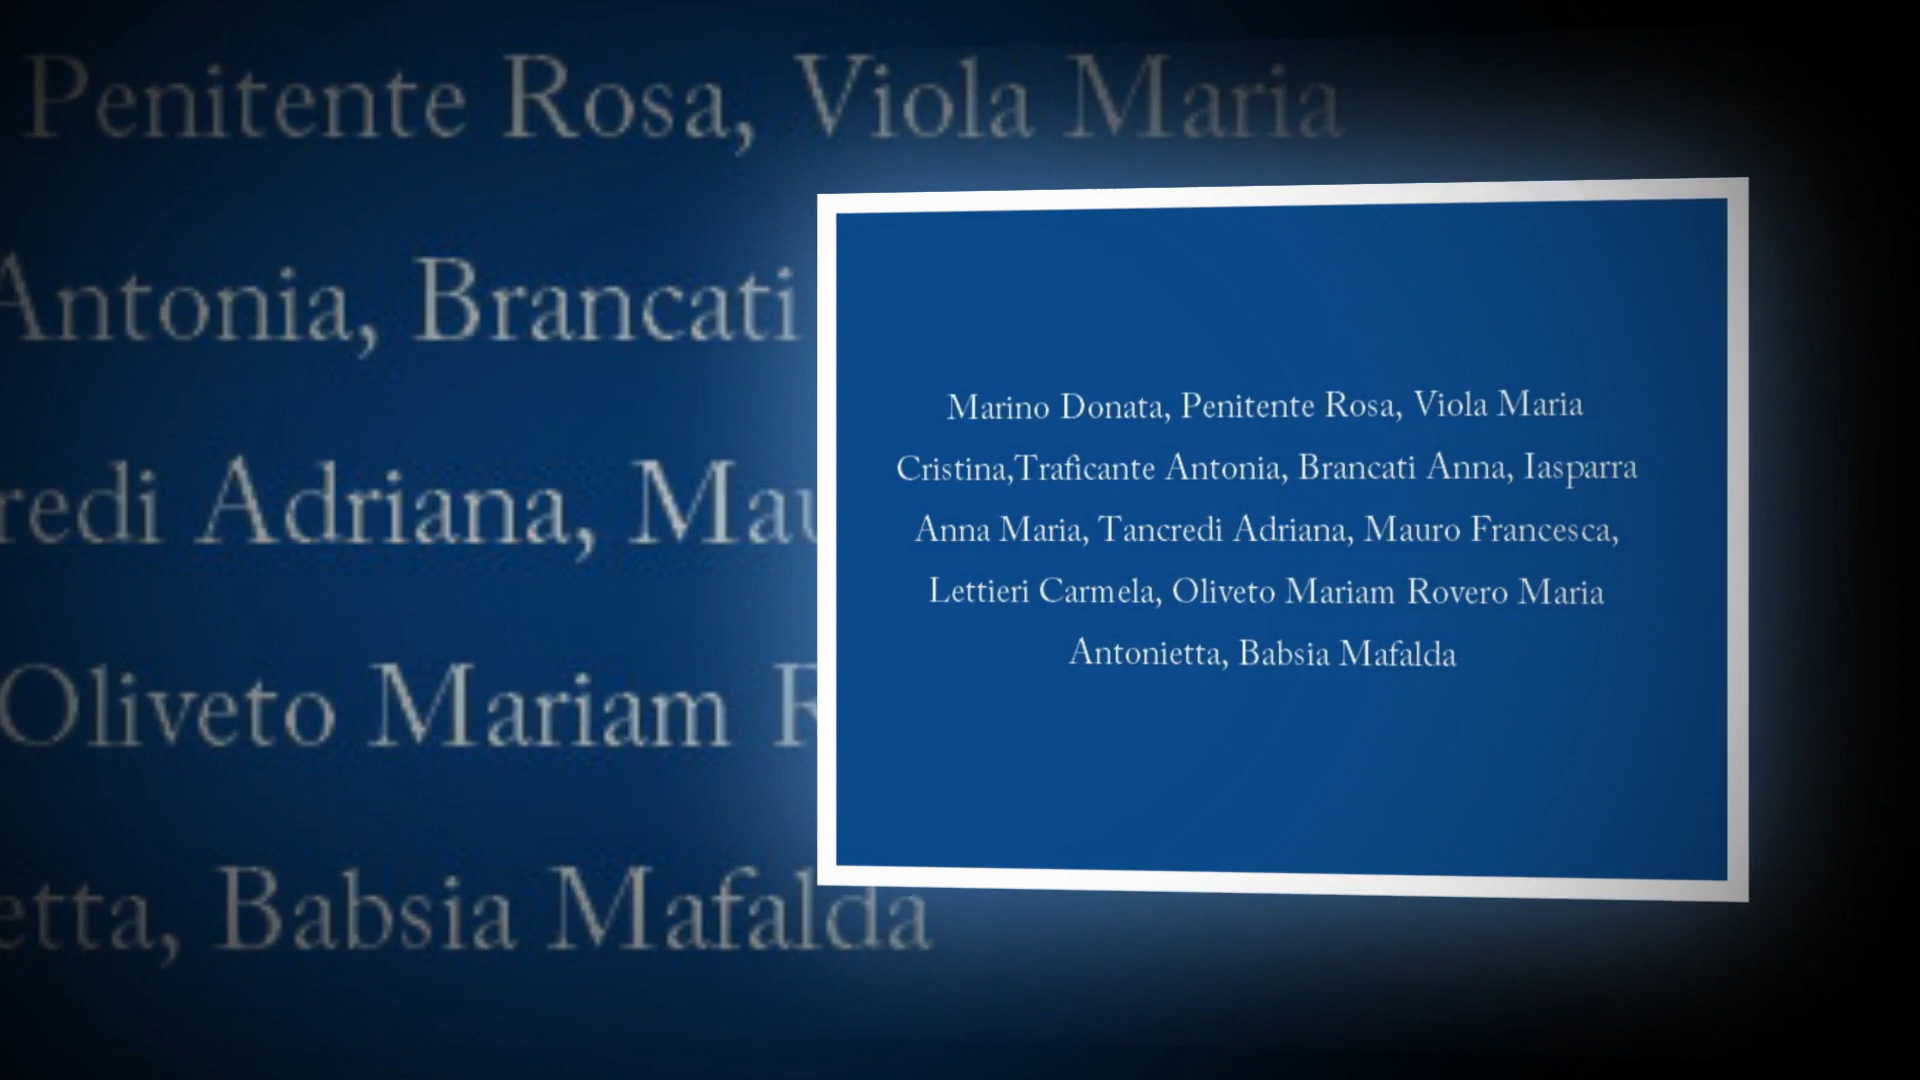 Penitente Rosa, Viola Maria
Antonia, Brancati
redi Adriana, Mau
Oliveto Mariam R
etta, Babsia Mafalda
Marino Donata, Penitente Rosa, Viola Maria
Cristina,Traficante Antonia, Brancati Anna, Iasparra
Anna Maria, Tancredi Adriana, Mauro Francesca,
Lettieri Carmela, Oliveto Mariam Rovero Maria
Antonietta, Babsia Mafalda